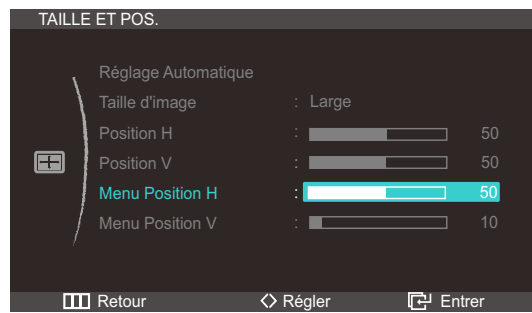 TAILLE ET POS.
Réglage Automatique
Taille d'image : Large
Position H : 50
Position V : 50
Menu Position H : 50
Menu Position V : 10
Retour Régler Entrer